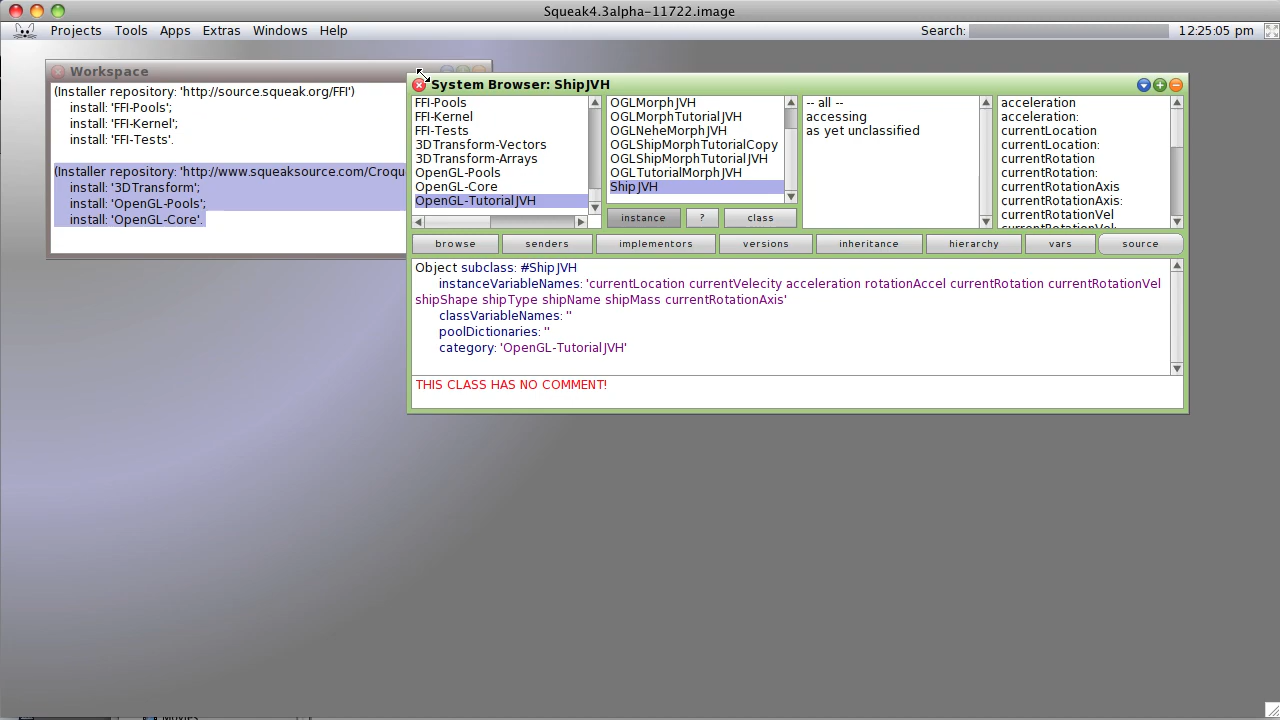 Squeak4.3alpha-11722.image
Projects Tools Apps Extras Windows Help Search: 12:25:05 pm
Workspace
(Installer repository: 'http://source.squeak.org/FFI')
install: 'FFI-Pools';
install: 'FFI-Kernel';
install: 'FFI-Tests'.
(Installer repository: 'http://www.squeaksource.com/Croque
install: '3DTransform';
install: 'OpenGL-Pools';
install: 'OpenGL-Core'.
System Browser: ShipJVH
FFI-Pools
FFI-Kernel
FFI-Tests
3DTransform-Vectors
3DTransform-Arrays
OpenGL-Pools
OpenGL-Core
OpenGL-TutorialJVH
OGLMorphJVH
OGLMorphTutorialJVH
OGLNeheMorphJVH
OGLShipMorphTutorialCopy
OGLShipMorphTutorialJVH
OGLTutorialMorphJVH
ShipJVH
instance ? class
-- all --
accessing
as yet unclassified
acceleration
acceleration:
currentLocation
currentLocation:
currentRotation
currentRotation:
currentRotationAxis
currentRotationAxis:
currentRotationVel
currentRotationVel:
browse senders implementors versions inheritance hierarchy vars source
Object subclass: #ShipJVH
instanceVariableNames: 'currentLocation currentVelecity acceleration rotationAccel currentRotation currentRotationVel
shipShape shipType shipName shipMass currentRotationAxis'
classVariableNames: ''
poolDictionaries: ''
category: 'OpenGL-TutorialJVH'
THIS CLASS HAS NO COMMENT!
Movies